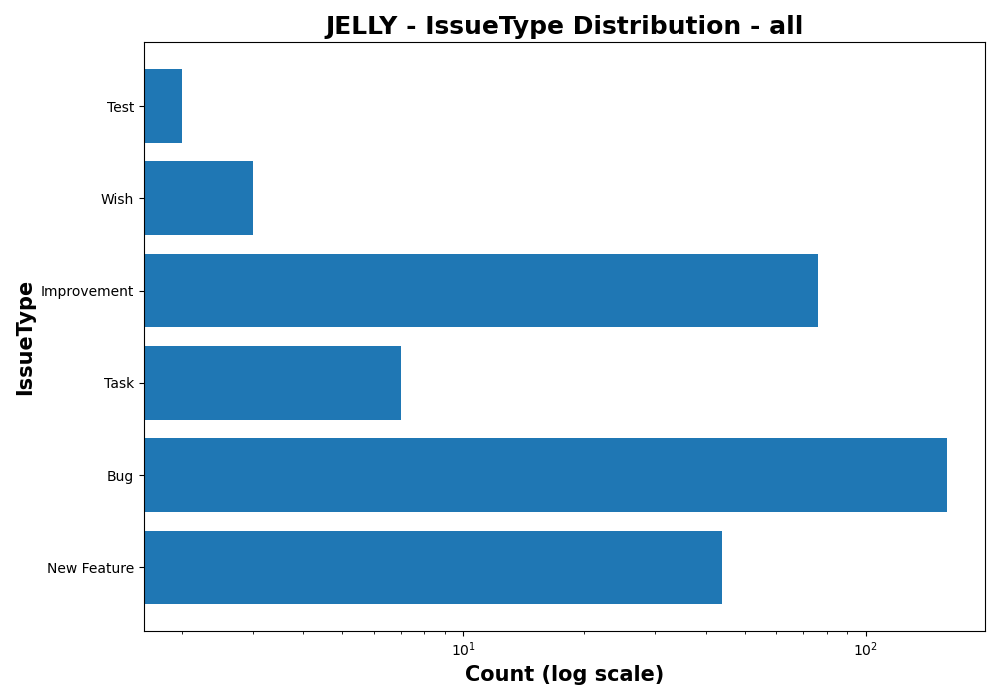 JELLY - IssueType Distribution - all
IssueType
Test
Wish
Improvement
Task
Bug
New Feature
10¹ 10²
Count (log scale)